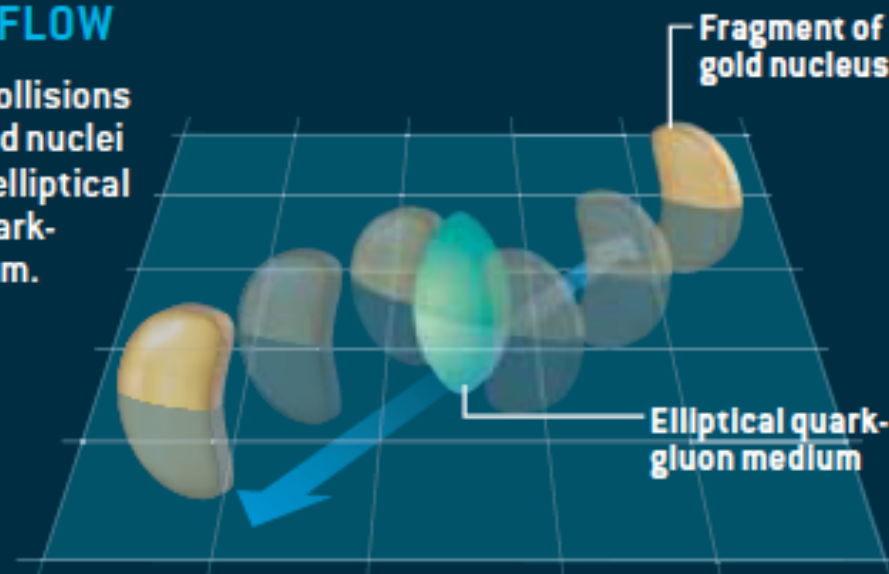 FLOW
ollisions
d nuclei
elliptical
ark-
m.
Fragment of
gold nucleus
Elliptical quark-
gluon medium